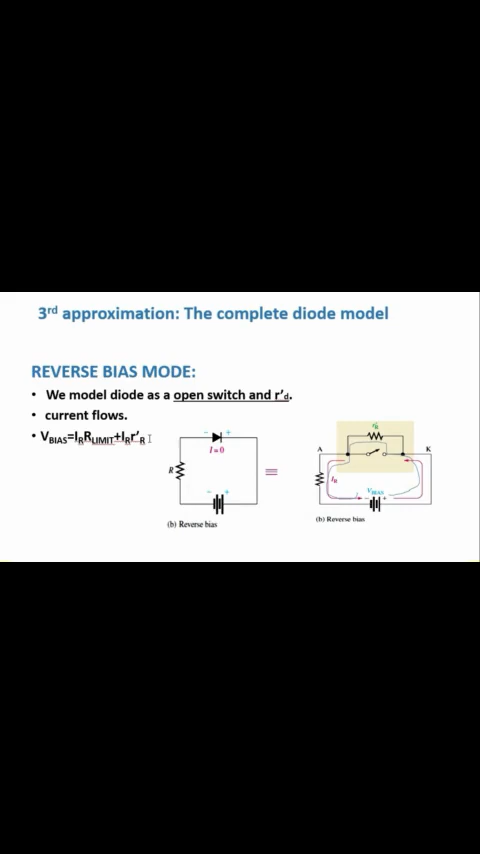 3rd approximation: The complete diode model
REVERSE BIAS MODE:
• We model diode as a open switch and r'd.
• current flows.
• VBIAS=IRRLIMIT+IRr'R
− +
I = 0
R
− +
(b) Reverse bias
=
r'R
A K
IR
VBIAS
− +
(b) Reverse bias